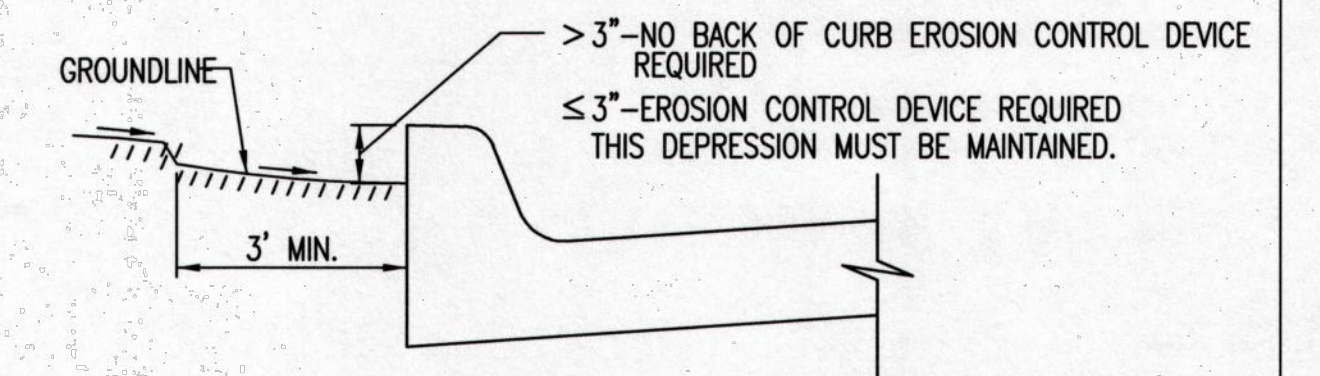 > 3"-NO BACK OF CURB EROSION CONTROL DEVICE
REQUIRED
GROUNDLINE
≤ 3"-EROSION CONTROL DEVICE REQUIRED
THIS DEPRESSION MUST BE MAINTAINED.
3' MIN.